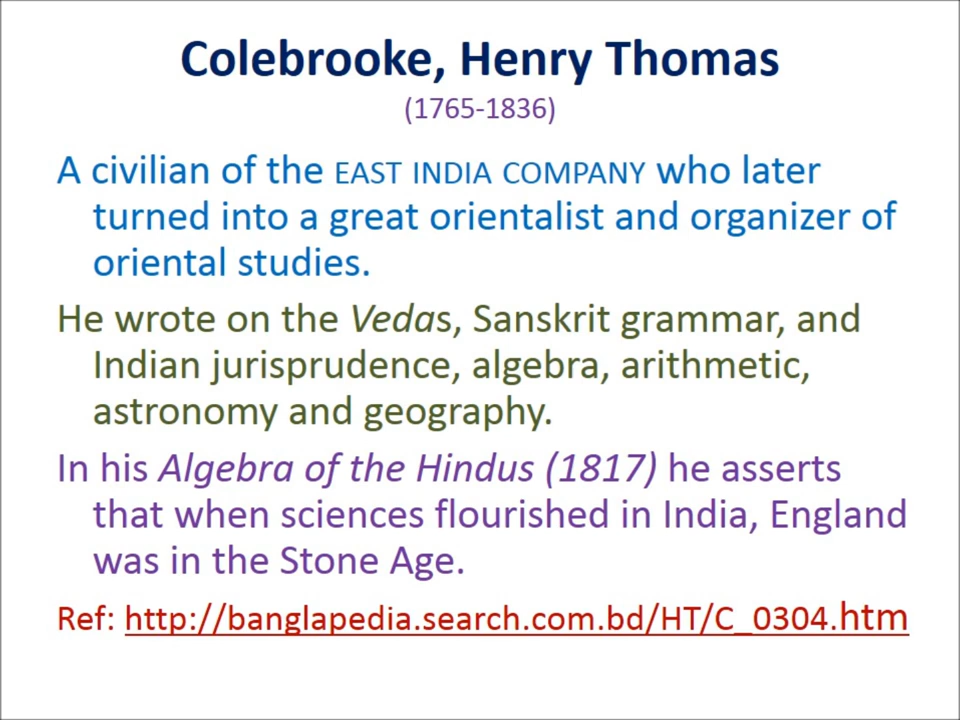 Colebrooke, Henry Thomas
(1765-1836)
A civilian of the EAST INDIA COMPANY who later
turned into a great orientalist and organizer of
oriental studies.
He wrote on the Vedas, Sanskrit grammar, and
Indian jurisprudence, algebra, arithmetic,
astronomy and geography.
In his Algebra of the Hindus (1817) he asserts
that when sciences flourished in India, England
was in the Stone Age.
Ref: http://banglapedia.search.com.bd/HT/C_0304.htm